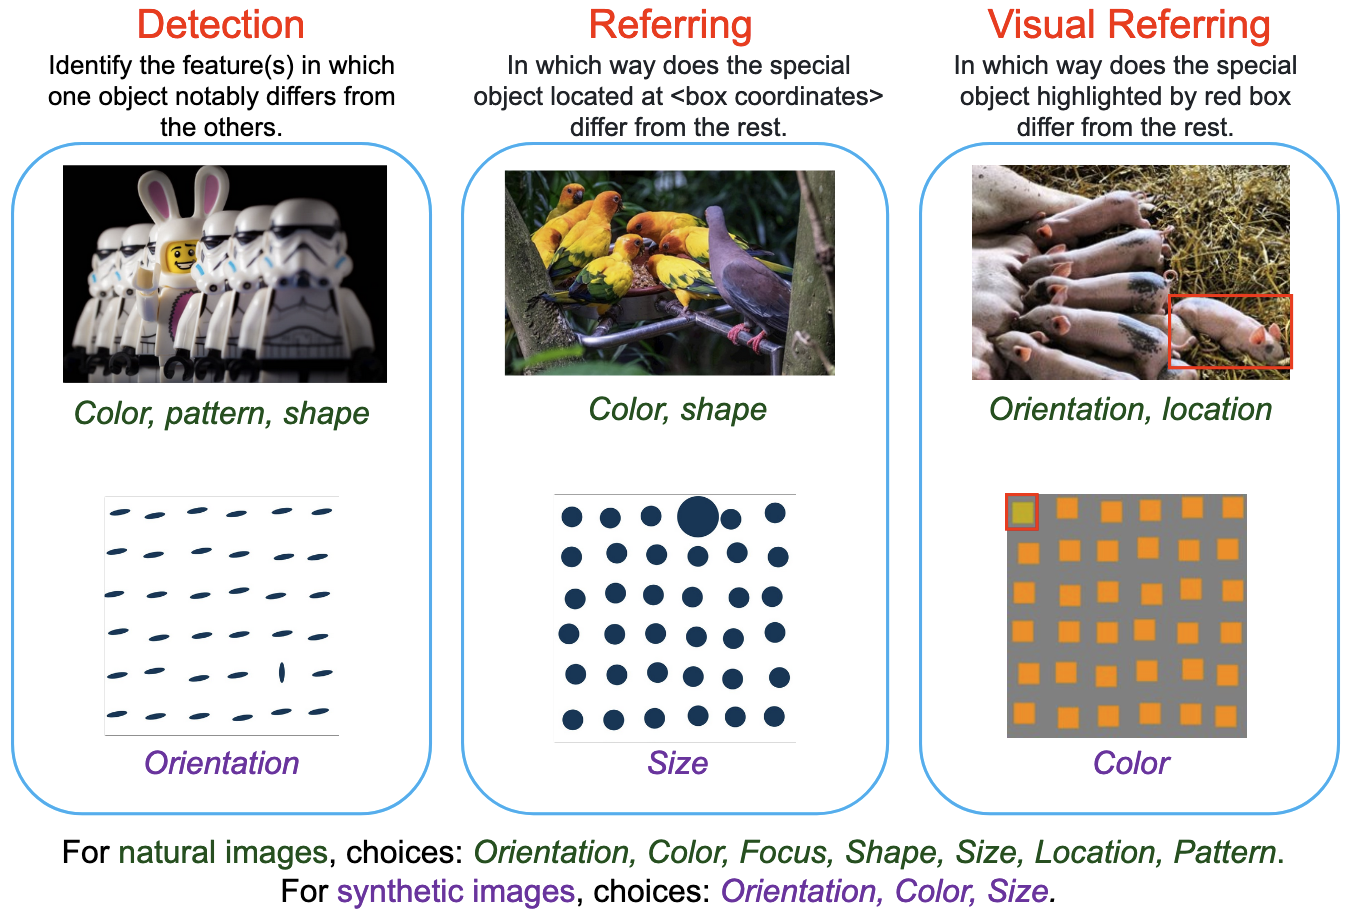 Detection
Identify the feature(s) in which
one object notably differs from
the others.
Color, pattern, shape
Orientation
Referring
In which way does the special
object located at <box coordinates>
differ from the rest.
Color, shape
Size
Visual Referring
In which way does the special
object highlighted by red box
differ from the rest.
Orientation, location
Color
For natural images, choices: Orientation, Color, Focus, Shape, Size, Location, Pattern.
For synthetic images, choices: Orientation, Color, Size.